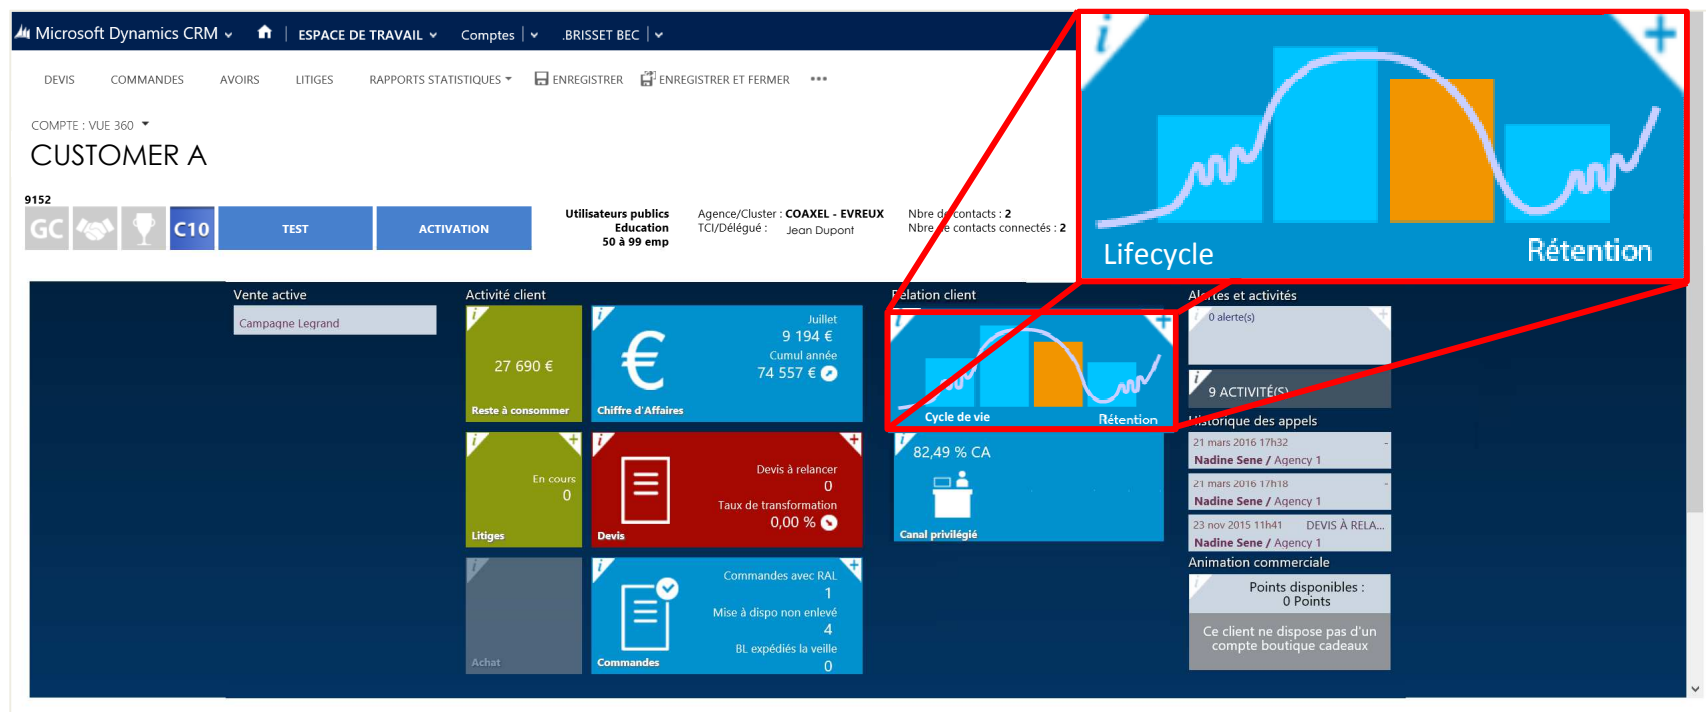 Microsoft Dynamics CRM
ESPACE DE TRAVAIL
Comptes
.BRISSET BEC
DEVIS
COMMANDES
AVOIRS
LITIGES
RAPPORTS STATISTIQUES
ENREGISTRER
ENREGISTRER ET FERMER
COMPTE : VUE 360
CUSTOMER A
9152
GC
C10
TEST
ACTIVATION
Utilisateurs publics
Education
50 à 99 emp
Agence/Cluster : COAXEL - EVREUX
TCI/Délégué : Jean Dupont
Nbre de contacts : 2
Nbre de contacts connectés : 2
i
+
Lifecycle
Rétention
Vente active
Campagne Legrand
Activité client
i
27 690 €
Reste à consommer
i
€
Juillet
9 194 €
Cumul année
74 557 €
Chiffre d'Affaires
i
+
En cours
0
Litiges
i
+
Devis à relancer
0
Taux de transformation
0,00 %
Devis
i
Achat
i
+
Commandes avec RAL
1
Mise à dispo non enlevé
4
BL expédiés la veille
0
Commandes
Relation client
i
+
Cycle de vie
Rétention
i
82,49 % CA
Canal privilégié
Alertes et activités
i
+
0 alerte(s)
i
9 ACTIVITÉ(S)
Historique des appels
21 mars 2016 17h32 -
Nadine Sene / Agency 1
21 mars 2016 17h18 -
Nadine Sene / Agency 1
23 nov 2015 11h41 DEVIS À RELA...
Nadine Sene / Agency 1
Animation commerciale
i
Points disponibles :
0 Points
Ce client ne dispose pas d'un
compte boutique cadeaux